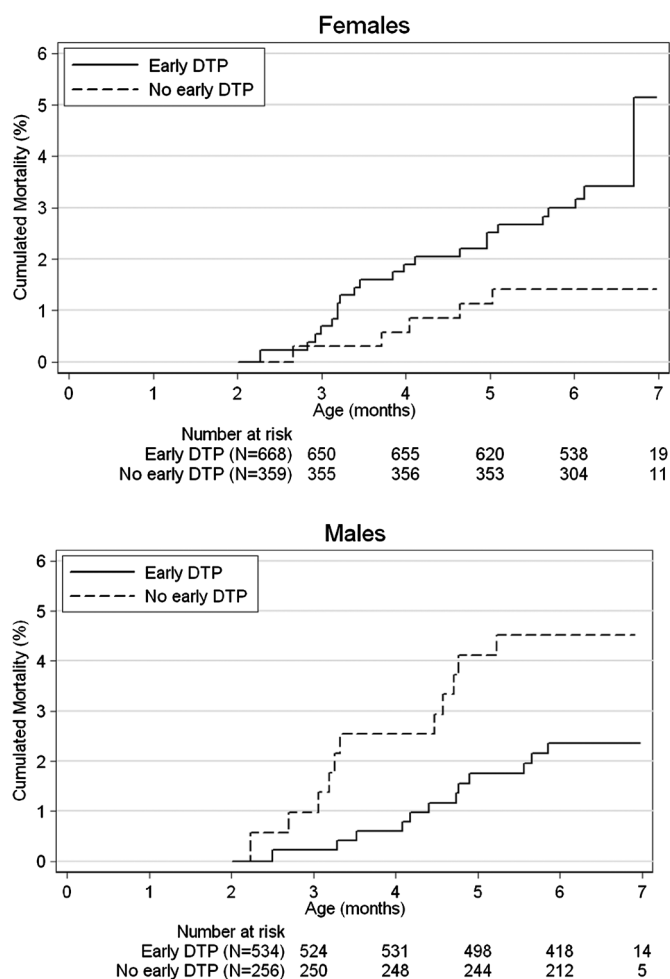 Females
Cumulated Mortality (%)
6
5
4
3
2
1
0
Early DTP
No early DTP
0 1 2 3 4 5 6 7
Age (months)
Number at risk
Early DTP (N=668) 650 655 620 538 19
No early DTP (N=359) 355 356 353 304 11
Males
Cumulated Mortality (%)
6
5
4
3
2
1
0
Early DTP
No early DTP
0 1 2 3 4 5 6 7
Age (months)
Number at risk
Early DTP (N=534) 524 531 498 418 14
No early DTP (N=256) 250 248 244 212 5